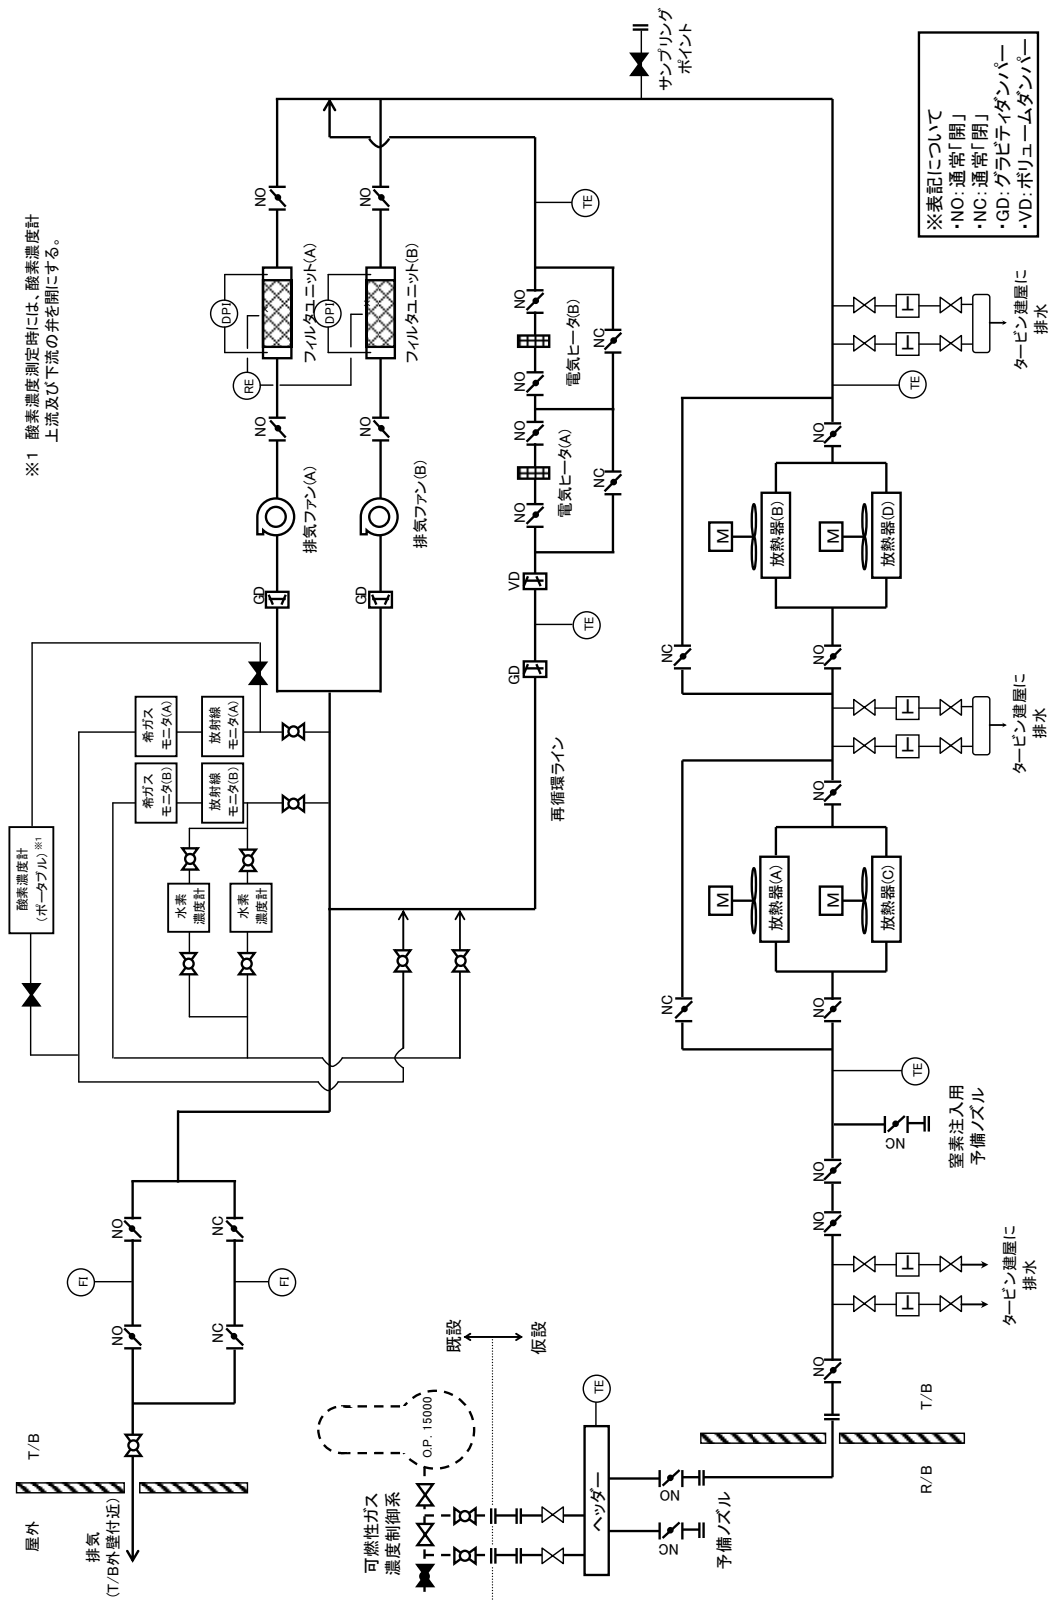 ※1 酸素濃度測定時には、酸素濃度計
上流及び下流の弁を開にする。
サンプリング
ポイント
※表記について
・NO：通常「開」
・NC：通常「閉」
・GD：グラビティダンパー
・VD：ボリュームダンパー
NO
NO
DPI
フィルタユニット(A)
DPI
フィルタユニット(B)
RE
NO
NO
排気ファン(A)
排気ファン(B)
GD
GD
TE
NO
電気ヒータ(B)
NC
NO
NO
電気ヒータ(A)
NC
NO
VD
TE
GD
再循環ライン
希ガス
モニタ(A)
放射線
モニタ(A)
希ガス
モニタ(B)
放射線
モニタ(B)
酸素濃度計
(ポータブル)※1
水素
濃度計
水素
濃度計
タービン建屋に
排水
TE
NO
M
放熱器(B)
M
放熱器(D)
NC
NO
タービン建屋に
排水
NO
M
放熱器(A)
M
放熱器(C)
NC
NO
TE
NC
窒素注入用
予備ノズル
NO
NO
タービン建屋に
排水
NO
T/B
R/B
NO
NC
FI
FI
NO
NC
T/B
屋外
排気
(T/B外壁付近)
既設
仮設
O.P. 15000
可燃性ガス
濃度制御系
TE
ヘッダー
NO
NC
予備ノズル
T
T
T
T
T
T